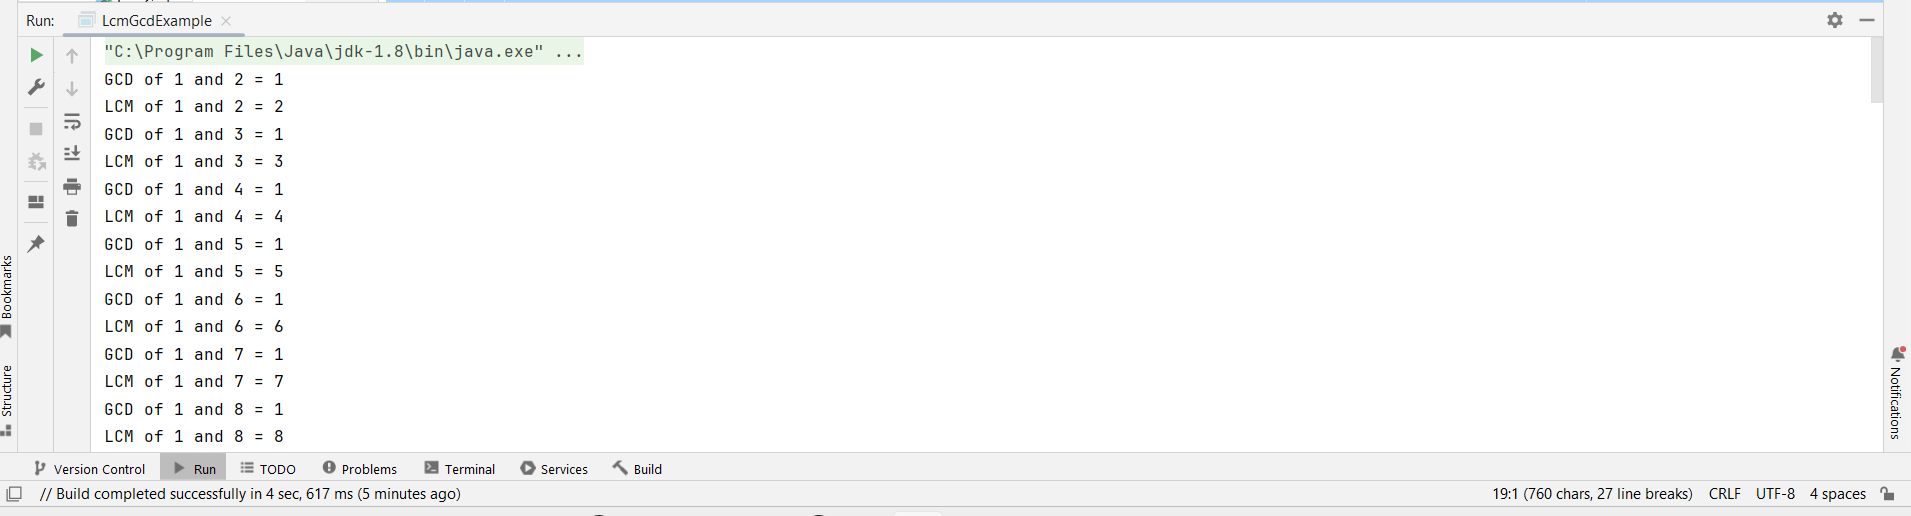 Run: LcmGcdExample
"C:\Program Files\Java\jdk-1.8\bin\java.exe" ...
GCD of 1 and 2 = 1
LCM of 1 and 2 = 2
GCD of 1 and 3 = 1
LCM of 1 and 3 = 3
GCD of 1 and 4 = 1
LCM of 1 and 4 = 4
GCD of 1 and 5 = 1
LCM of 1 and 5 = 5
GCD of 1 and 6 = 1
LCM of 1 and 6 = 6
GCD of 1 and 7 = 1
LCM of 1 and 7 = 7
GCD of 1 and 8 = 1
LCM of 1 and 8 = 8
Bookmarks
Structure
Notifications
Version Control Run TODO Problems Terminal Services Build
// Build completed successfully in 4 sec, 617 ms (5 minutes ago) 19:1 (760 chars, 27 line breaks) CRLF UTF-8 4 spaces